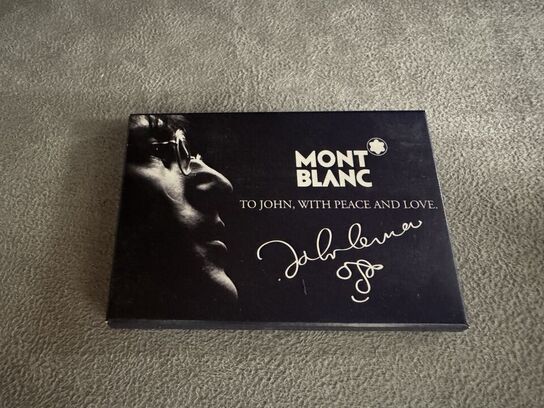 MONT
BLANC
TO JOHN, WITH PEACE AND LOVE.
John Lennon